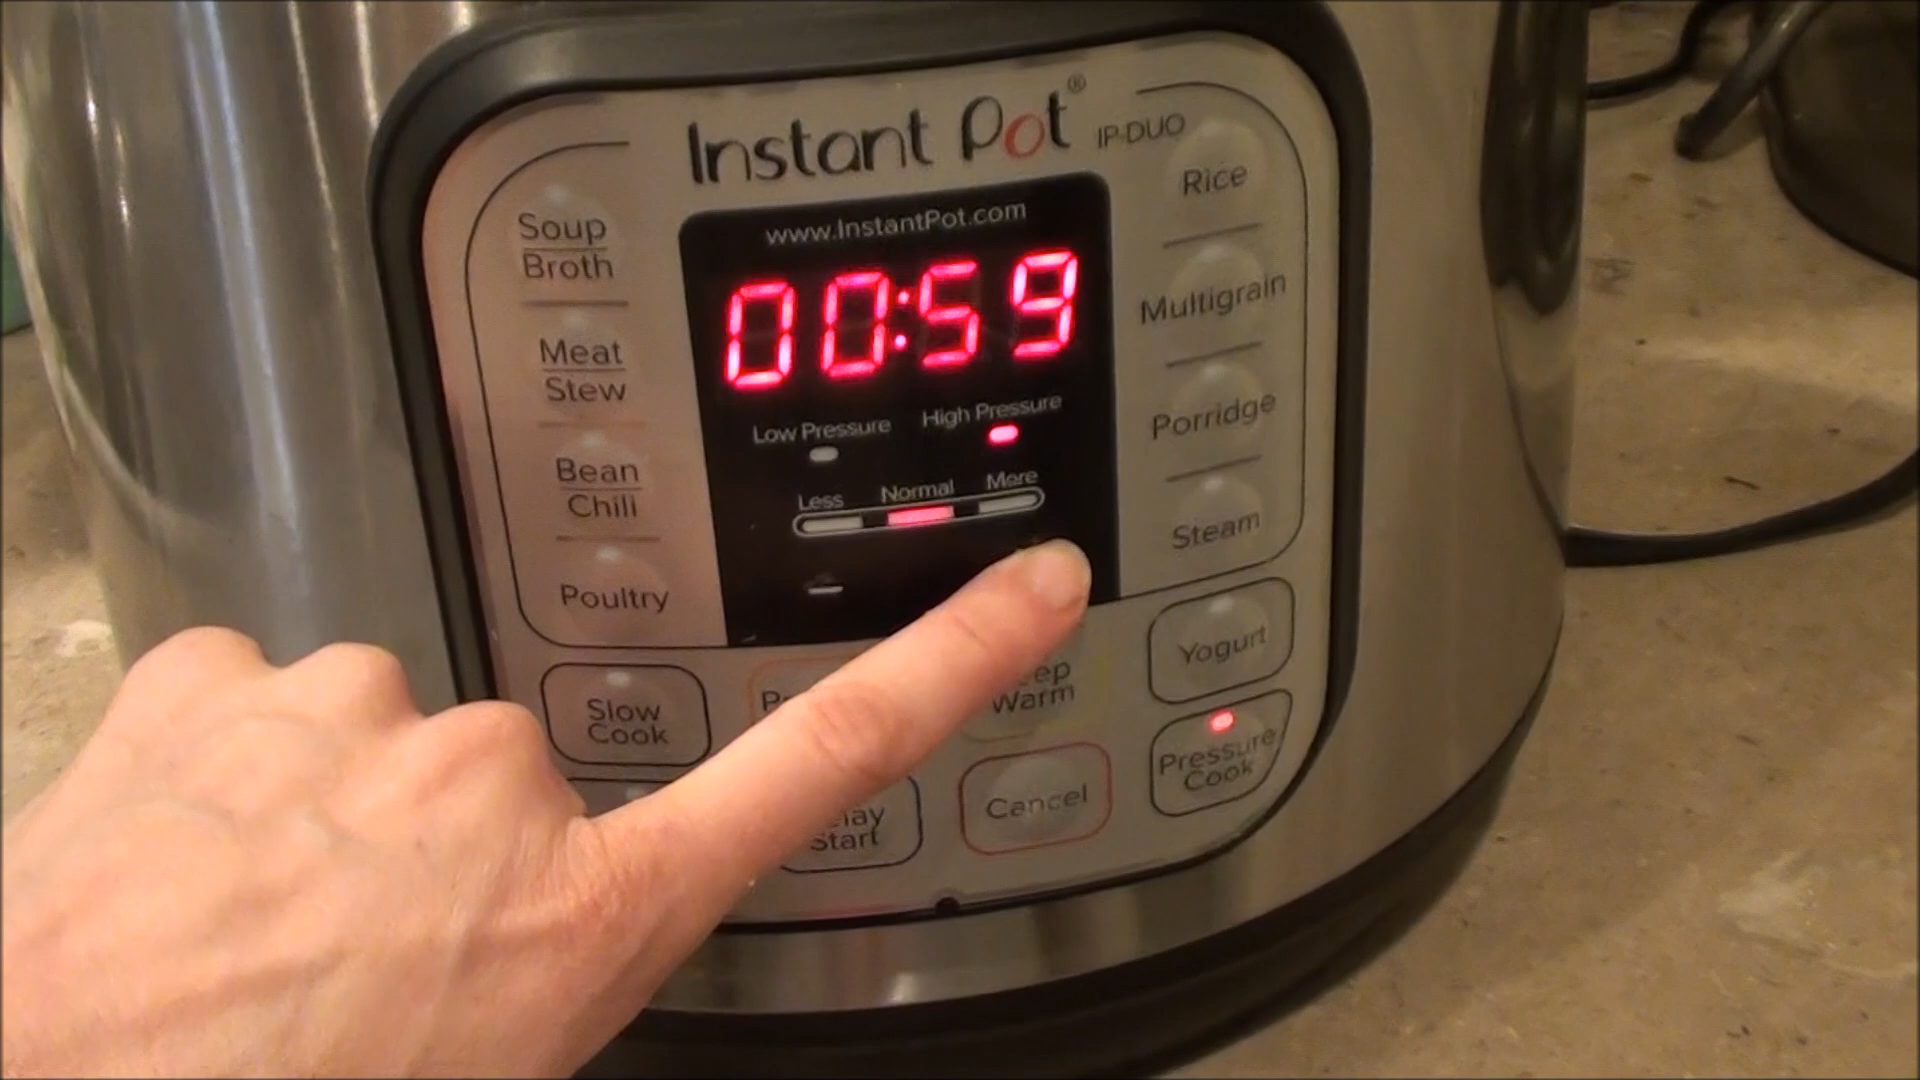 Instant Pot® IP-DUO
www.InstantPot.com
00:59
Low Pressure
High Pressure
Less
Normal
More
−
Soup
Broth
Meat
Stew
Bean
Chili
Poultry
Rice
Multigrain
Porridge
Steam
Slow
Cook
Warm
Yogurt
Start
Cancel
Pressure
Cook